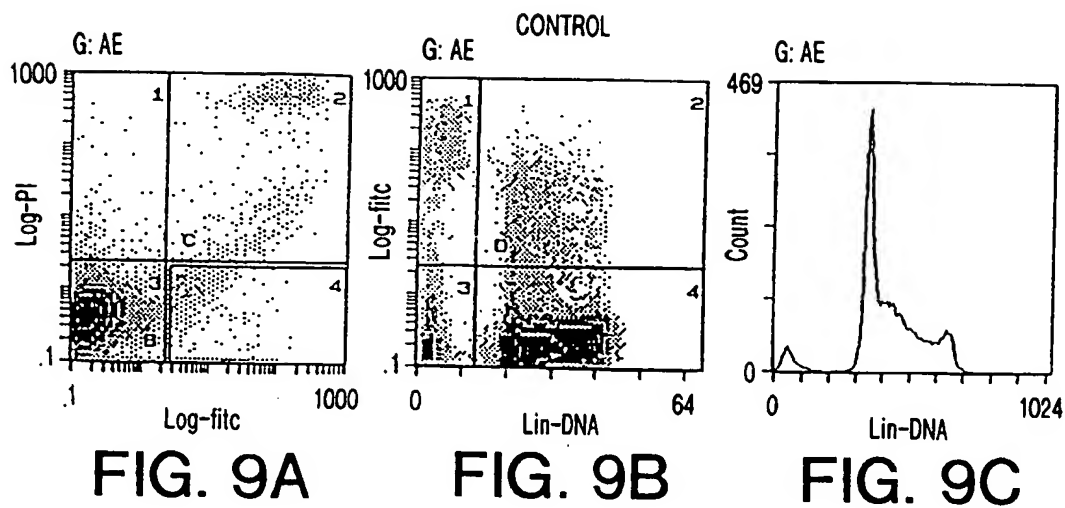 CONTROL
G: AE
1000
1
2
3
4
C
B
Log-PI
.1
.1
1000
Log-fitc
FIG. 9A
G: AE
1000
1
2
3
4
D
Log-fitc
.1
0
64
Lin-DNA
FIG. 9B
G: AE
469
Count
0
0
1024
Lin-DNA
FIG. 9C